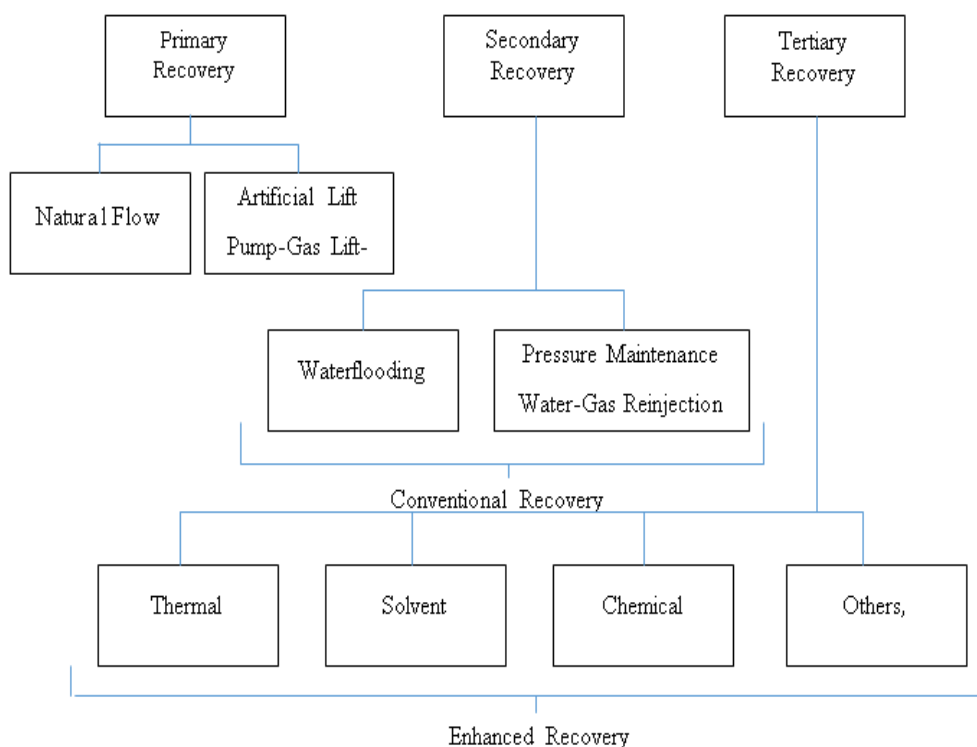 Primary
Recovery
Secondary
Recovery
Tertiary
Recovery
Natural Flow
Artificial Lift
Pump-Gas Lift-
Waterflooding
Pressure Maintenance
Water-Gas Reinjection
Conventional Recovery
Thermal
Solvent
Chemical
Others,
Enhanced Recovery